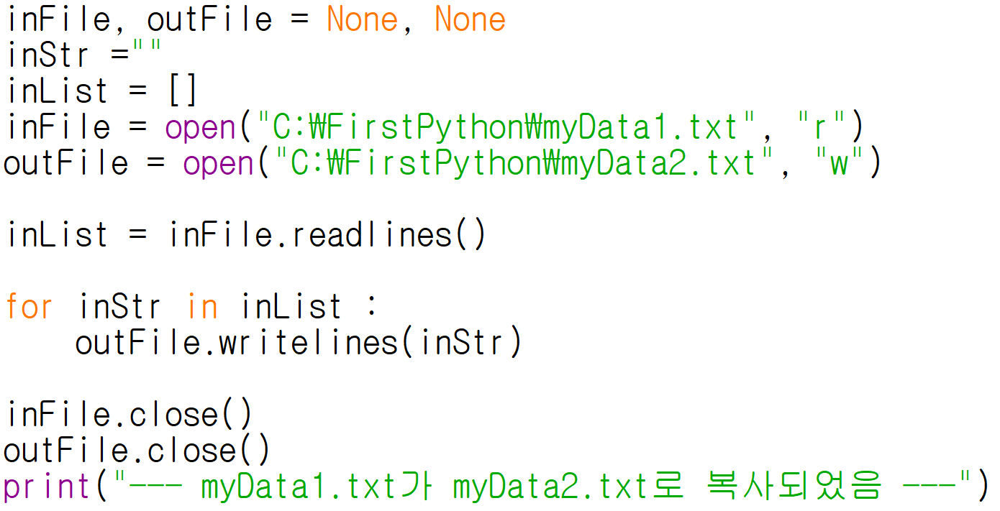 inFile, outFile = None, None
inStr =""
inList = []
inFile = open("C:₩FirstPython₩myData1.txt", "r")
outFile = open("C:₩FirstPython₩myData2.txt", "w")
inList = inFile.readlines()
for inStr in inList :
    outFile.writelines(inStr)
inFile.close()
outFile.close()
print("--- myData1.txt가 myData2.txt로 복사되었음 ---")